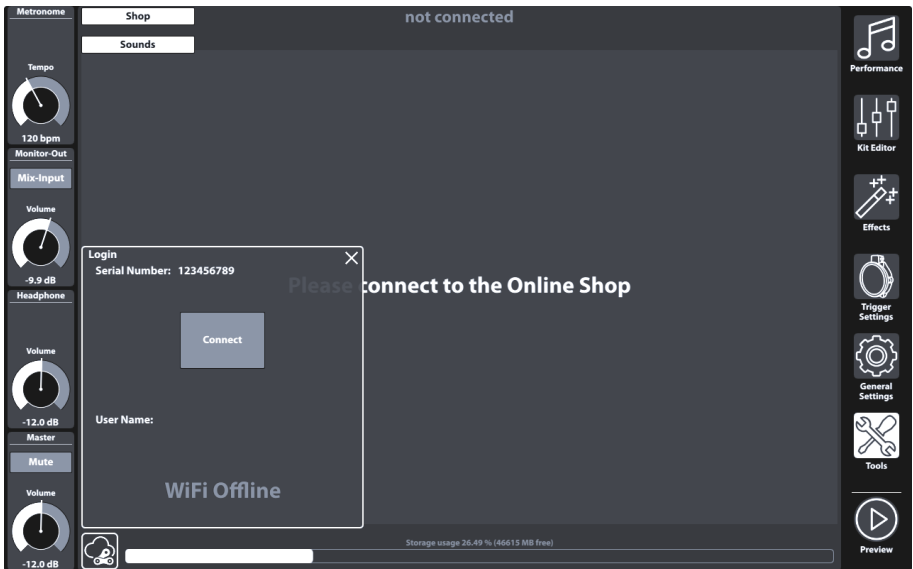 Metronome
Tempo
120 bpm
Monitor-Out
Mix-Input
Volume
-9.9 dB
Headphone
Volume
-12.0 dB
Master
Mute
Volume
-12.0 dB
Shop
not connected
Sounds
Please connect to the Online Shop
Login
Serial Number: 123456789
Connect
User Name:
WiFi Offline
Storage usage 26.49 % (46615 MB free)
Performance
Kit Editor
Effects
Trigger
Settings
General
Settings
Tools
Preview